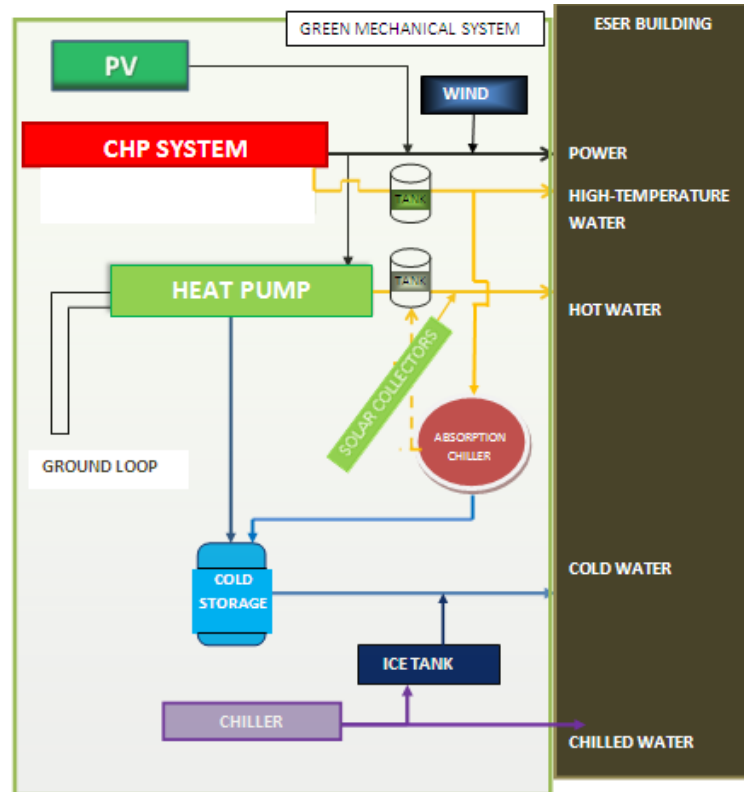 GREEN MECHANICAL SYSTEM
ESER BUILDING
PV
WIND
CHP SYSTEM
POWER
TANK
HIGH-TEMPERATURE
WATER
HEAT PUMP
TANK
HOT WATER
SOLAR COLLECTORS
ABSORPTION
CHILLER
GROUND LOOP
COLD
STORAGE
COLD WATER
ICE TANK
CHILLER
CHILLED WATER